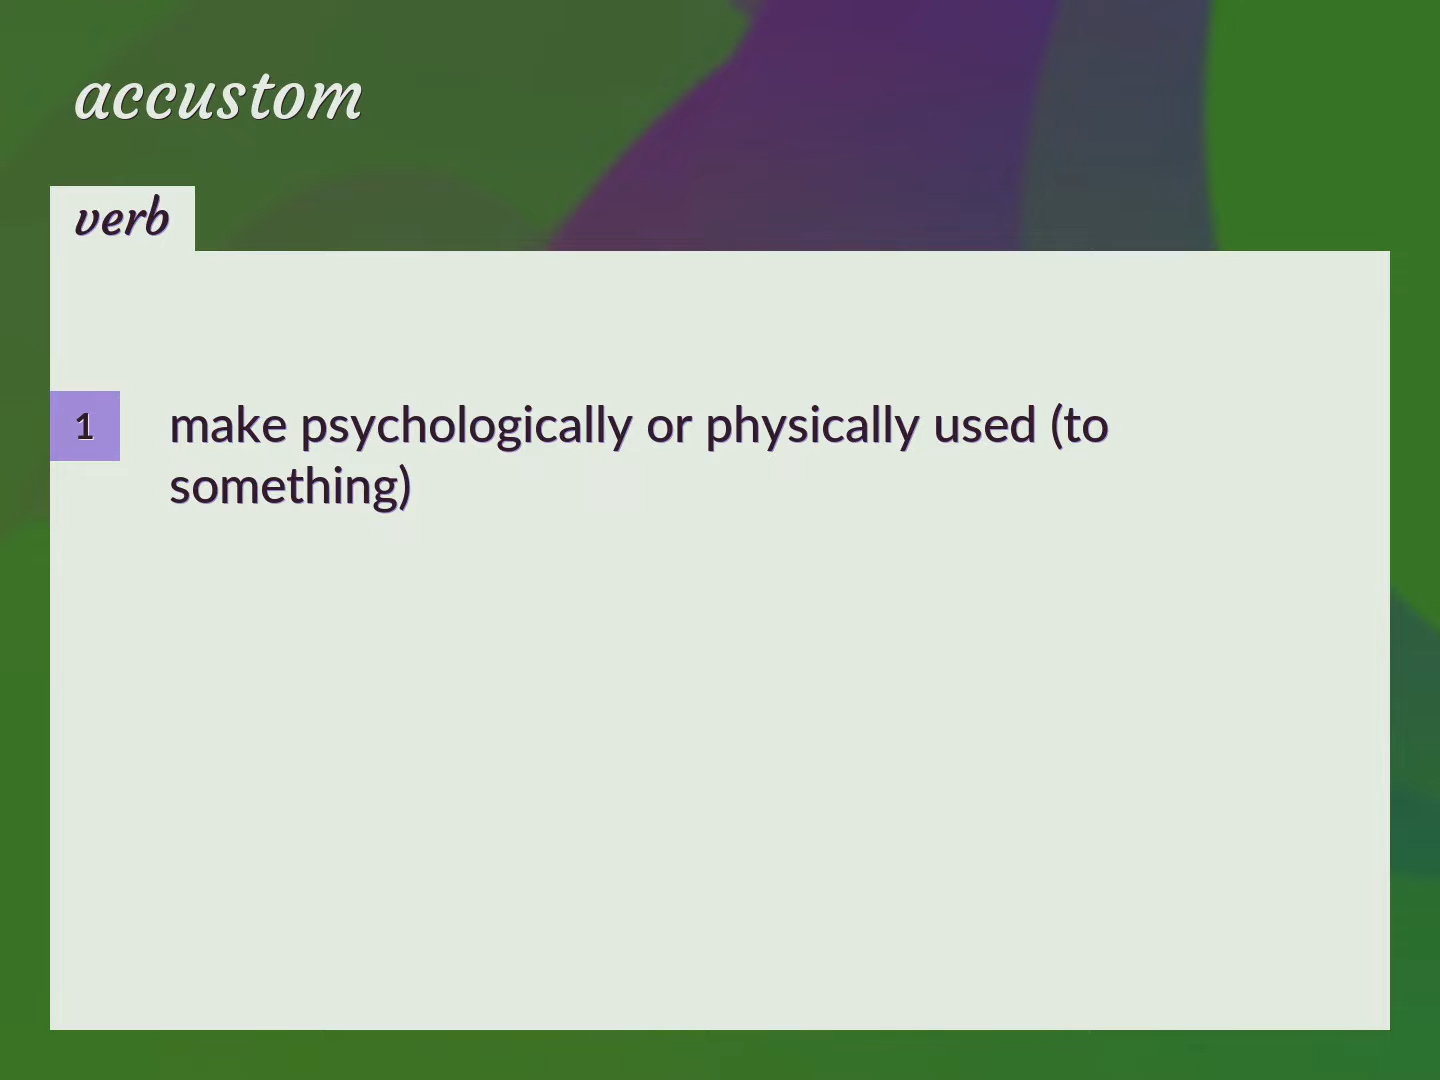 accustom
verb
1
make psychologically or physically used (to
something)